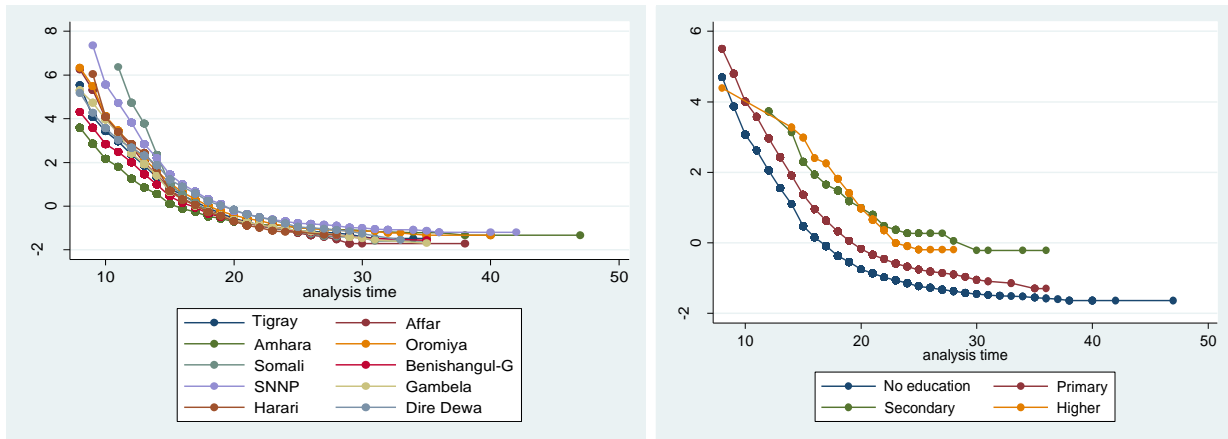 8
6
4
2
0
-2
10 20 30 40 50
analysis time
Tigray Affar
Amhara Oromiya
Somali Benishangul-G
SNNP Gambela
Harari Dire Dewa
6
4
2
0
-2
10 20 30 40 50
analysis time
No education Primary
Secondary Higher